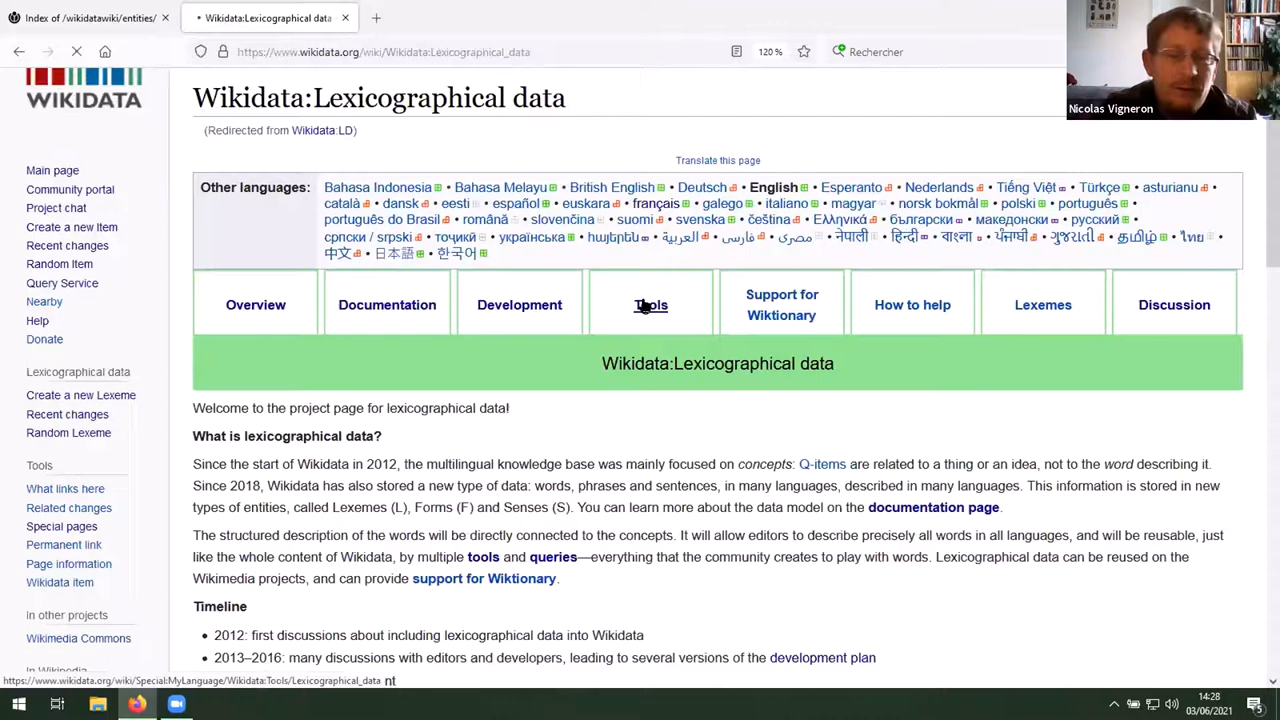 Index of /wikidatawiki/entities/
Wikidata:Lexicographical data
https://www.wikidata.org/wiki/Wikidata:Lexicographical_data
120 %
Rechercher
Nicolas Vigneron
WIKIDATA
Main page
Community portal
Project chat
Create a new Item
Recent changes
Random Item
Query Service
Nearby
Help
Donate
Lexicographical data
Create a new Lexeme
Recent changes
Random Lexeme
Tools
What links here
Related changes
Special pages
Permanent link
Page information
Wikidata item
In other projects
Wikimedia Commons
In Wikipedia
Wikidata:Lexicographical data
(Redirected from Wikidata:LD)
Translate this page
Other languages:
Bahasa Indonesia • Bahasa Melayu • British English • Deutsch • English • Esperanto • Nederlands • Tiếng Việt • Türkçe • asturianu •
català • dansk • eesti • español • euskara • français • galego • italiano • magyar • norsk bokmål • polski • português •
português do Brasil • română • slovenčina • suomi • svenska • čeština • Ελληνικά • български • македонски • русский •
српски / srpski • тоҷикӣ • українська • հայերեն • العربية • فارسی • مصرى • नेपाली • हिन्दी • বাংলা • ਪੰਜਾਬੀ • ગુજરાતી • தமிழ் • ไทย •
中文 • 日本語 • 한국어
Overview
Documentation
Development
Tools
Support for
Wiktionary
How to help
Lexemes
Discussion
Wikidata:Lexicographical data
Welcome to the project page for lexicographical data!
What is lexicographical data?
Since the start of Wikidata in 2012, the multilingual knowledge base was mainly focused on concepts: Q-items are related to a thing or an idea, not to the word describing it.
Since 2018, Wikidata has also stored a new type of data: words, phrases and sentences, in many languages, described in many languages. This information is stored in new
types of entities, called Lexemes (L), Forms (F) and Senses (S). You can learn more about the data model on the documentation page.
The structured description of the words will be directly connected to the concepts. It will allow editors to describe precisely all words in all languages, and will be reusable, just
like the whole content of Wikidata, by multiple tools and queries—everything that the community creates to play with words. Lexicographical data can be reused on the
Wikimedia projects, and can provide support for Wiktionary.
Timeline
• 2012: first discussions about including lexicographical data into Wikidata
• 2013–2016: many discussions with editors and developers, leading to several versions of the development plan
https://www.wikidata.org/wiki/Special:MyLanguage/Wikidata:Tools/Lexicographical_data
nt
14:28
03/06/2021
5